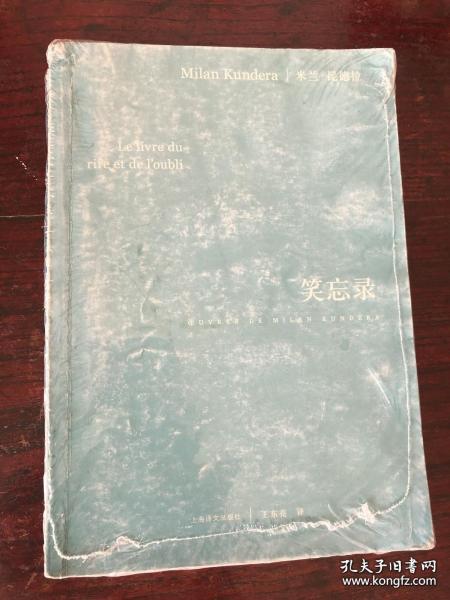 Milan Kundera | 米兰·昆德拉
Le livre du
rire et de l'oubli
笑忘录
ŒUVRES DE MILAN KUNDERA
上海译文出版社 | 王东亮 译
孔夫子旧书网
www.kongfz.com